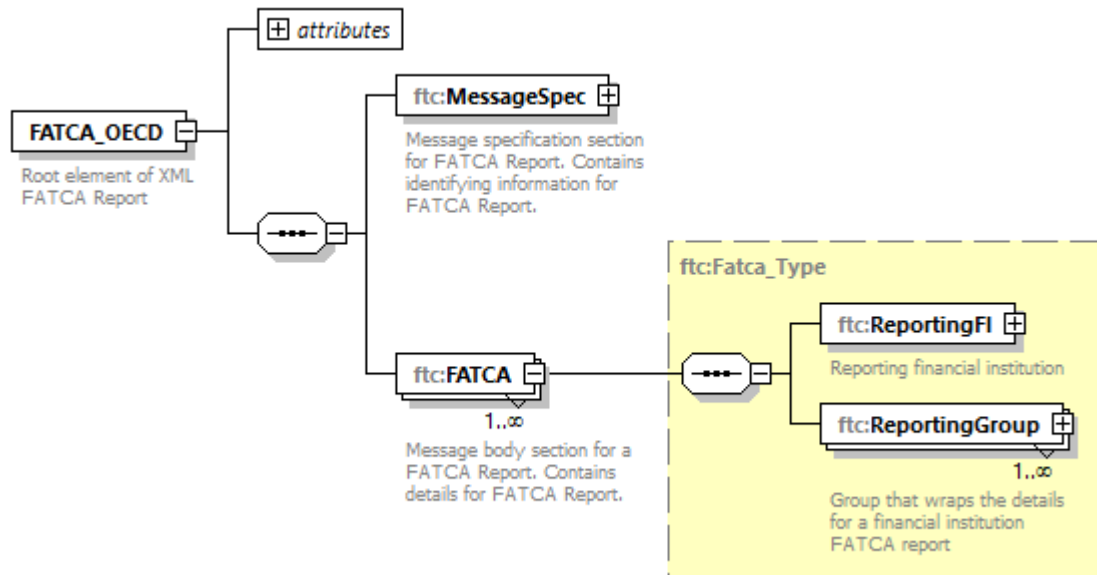 attributes
ftc:MessageSpec
Message specification section
for FATCA Report. Contains
identifying information for
FATCA Report.
FATCA_OECD
Root element of XML
FATCA Report
ftc:Fatca_Type
ftc:ReportingFI
Reporting financial institution
ftc:FATCA
1..∞
Message body section for a
FATCA Report. Contains
details for FATCA Report.
ftc:ReportingGroup
1..∞
Group that wraps the details
for a financial institution
FATCA report